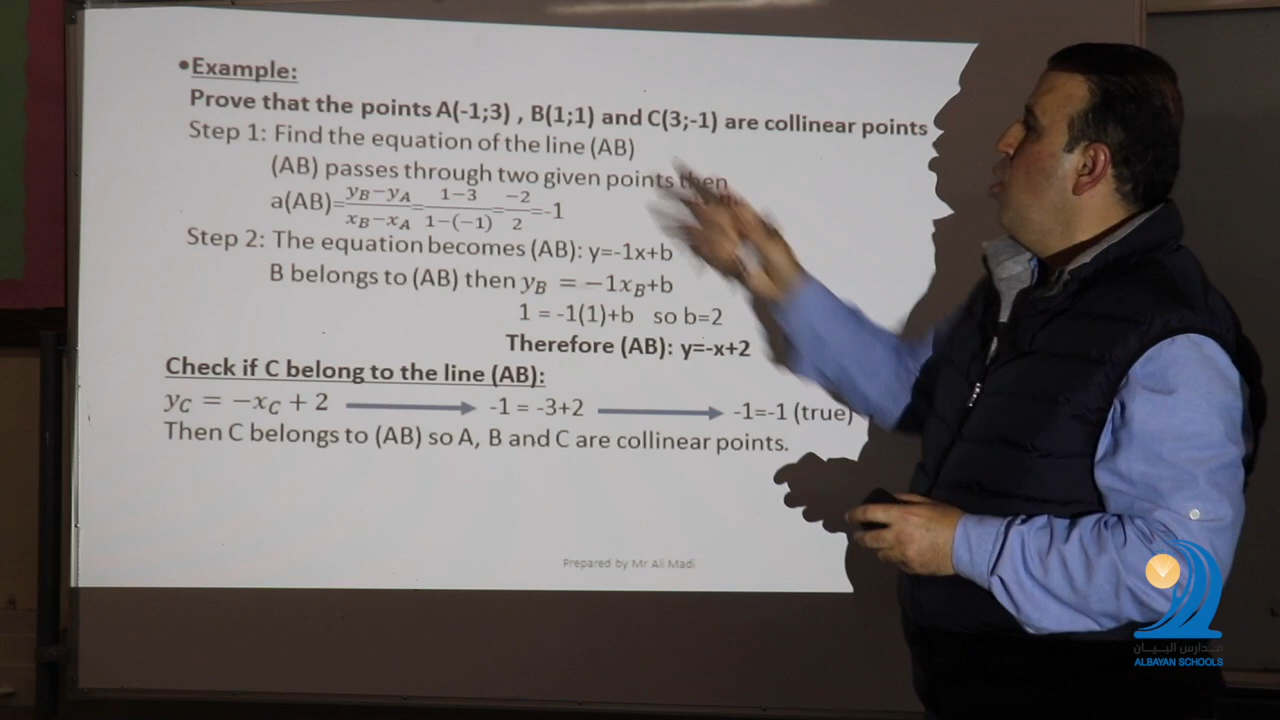 •Example:
Prove that the points A(-1;3) , B(1;1) and C(3;-1) are collinear points
Step 1: Find the equation of the line (AB)
(AB) passes through two given points then
a(AB)=\frac{y_B−y_A}{x_B−x_A}=\frac{1−3}{1−(−1)}=\frac{−2}{2}=-1
Step 2: The equation becomes (AB): y=-1x+b
B belongs to (AB) then y_B = −1x_B+b
1 = -1(1)+b so b=2
Therefore (AB): y=-x+2
Check if C belong to the line (AB):
y_C = −x_C + 2 → -1 = -3+2 → -1=-1 (true)
Then C belongs to (AB) so A, B and C are collinear points.
Prepared by Mr Ali Madi
مدارس البيان
ALBAYAN SCHOOLS